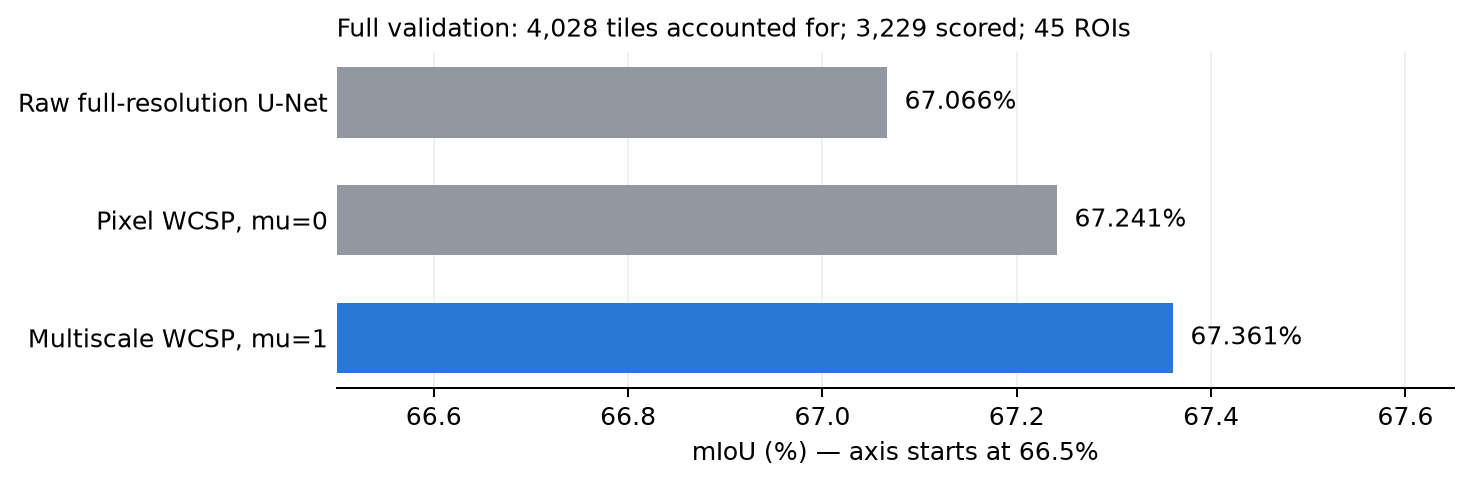 Full validation: 4,028 tiles accounted for; 3,229 scored; 45 ROIs
Raw full-resolution U-Net
67.066%
Pixel WCSP, mu=0
67.241%
Multiscale WCSP, mu=1
67.361%
66.6 66.8 67.0 67.2 67.4 67.6
mIoU (%) — axis starts at 66.5%